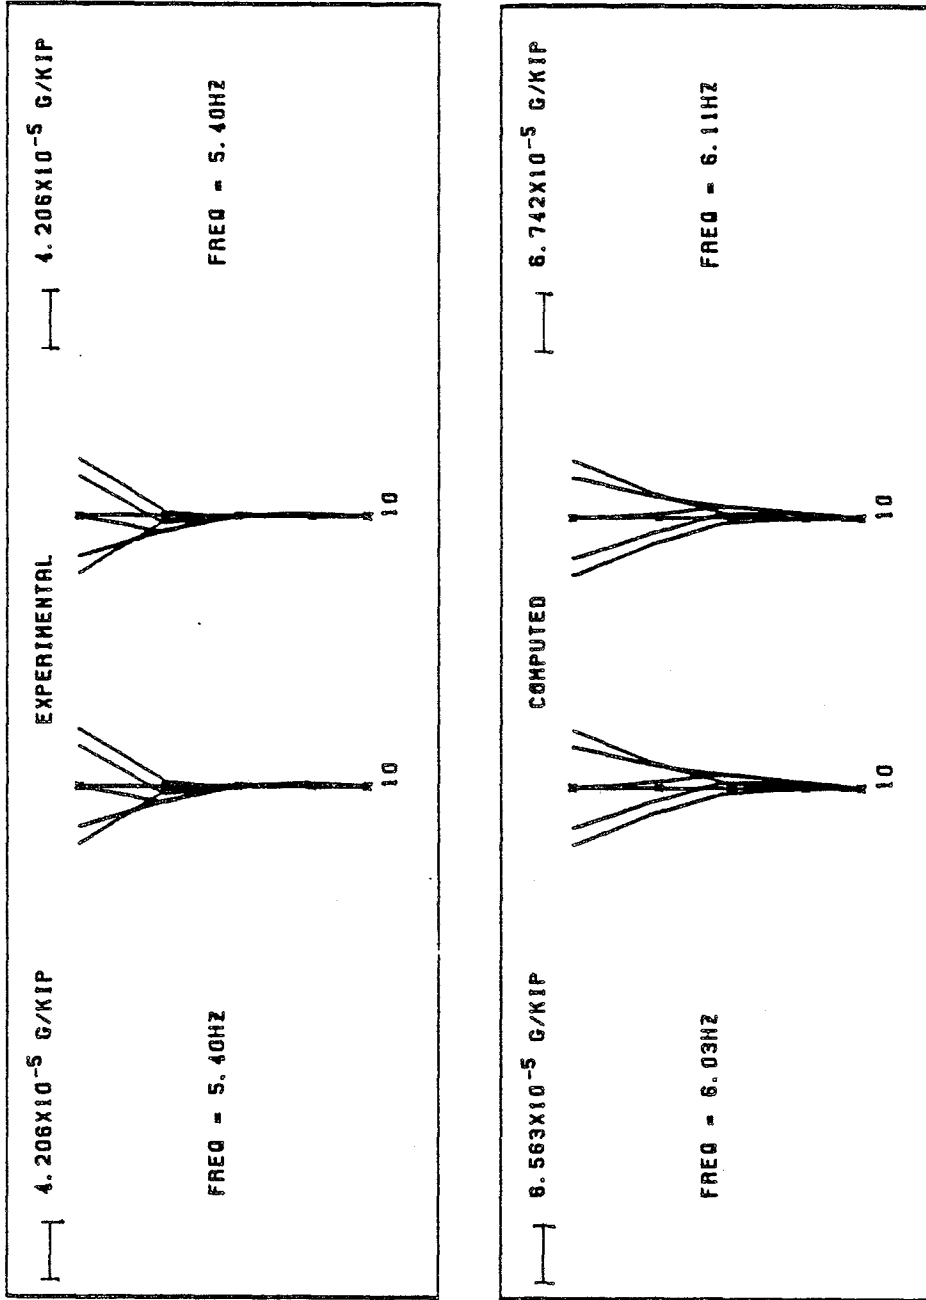 EXPERIMENTAL
4.206X10⁻⁵ G/KIP
4.206X10⁻⁵ G/KIP
FREQ = 5.40HZ
FREQ = 5.40HZ
10
10
COMPUTED
6.563X10⁻⁵ G/KIP
6.742X10⁻⁵ G/KIP
FREQ = 6.03HZ
FREQ = 6.11HZ
10
10